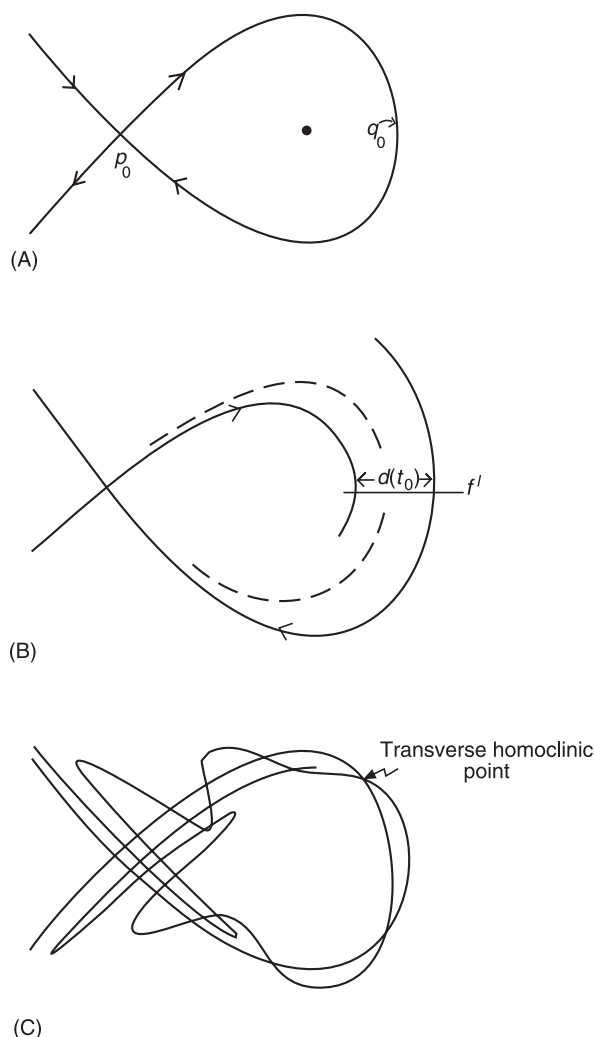 p₀
q₀
(A)
d(t₀)
f ˡ
(B)
Transverse homoclinic
point
(C)